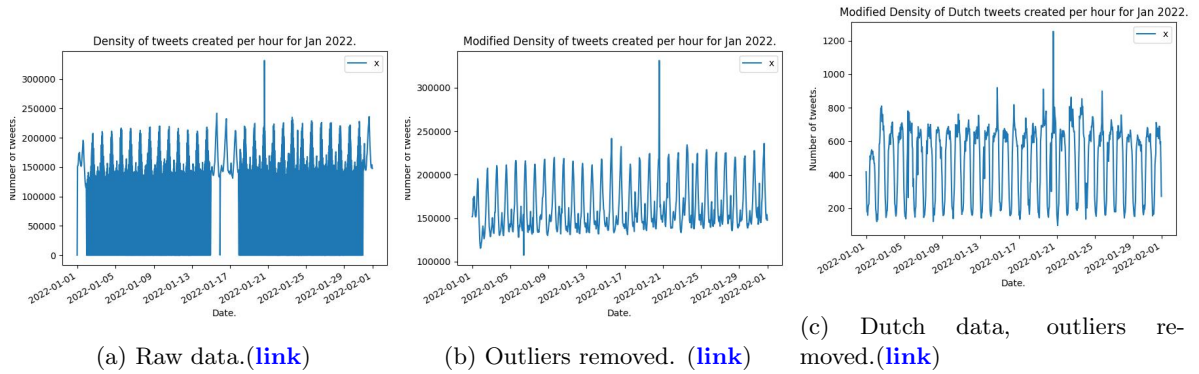 Density of tweets created per hour for Jan 2022.
x
300000
250000
200000
150000
100000
50000
0
Number of tweets.
2022-01-01
2022-01-05
2022-01-09
2022-01-13
2022-01-17
2022-01-21
2022-01-25
2022-01-29
2022-02-01
Date.
(a) Raw data.(link)
Modified Density of tweets created per hour for Jan 2022.
x
300000
250000
200000
150000
100000
Number of tweets.
2022-01-01
2022-01-05
2022-01-09
2022-01-13
2022-01-17
2022-01-21
2022-01-25
2022-01-29
2022-02-01
Date.
(b) Outliers removed. (link)
Modified Density of Dutch tweets created per hour for Jan 2022.
x
1200
1000
800
600
400
200
Number of tweets.
2022-01-01
2022-01-05
2022-01-09
2022-01-13
2022-01-17
2022-01-21
2022-01-25
2022-01-29
2022-02-01
Date.
(c) Dutch data, outliers re-
moved.(link)